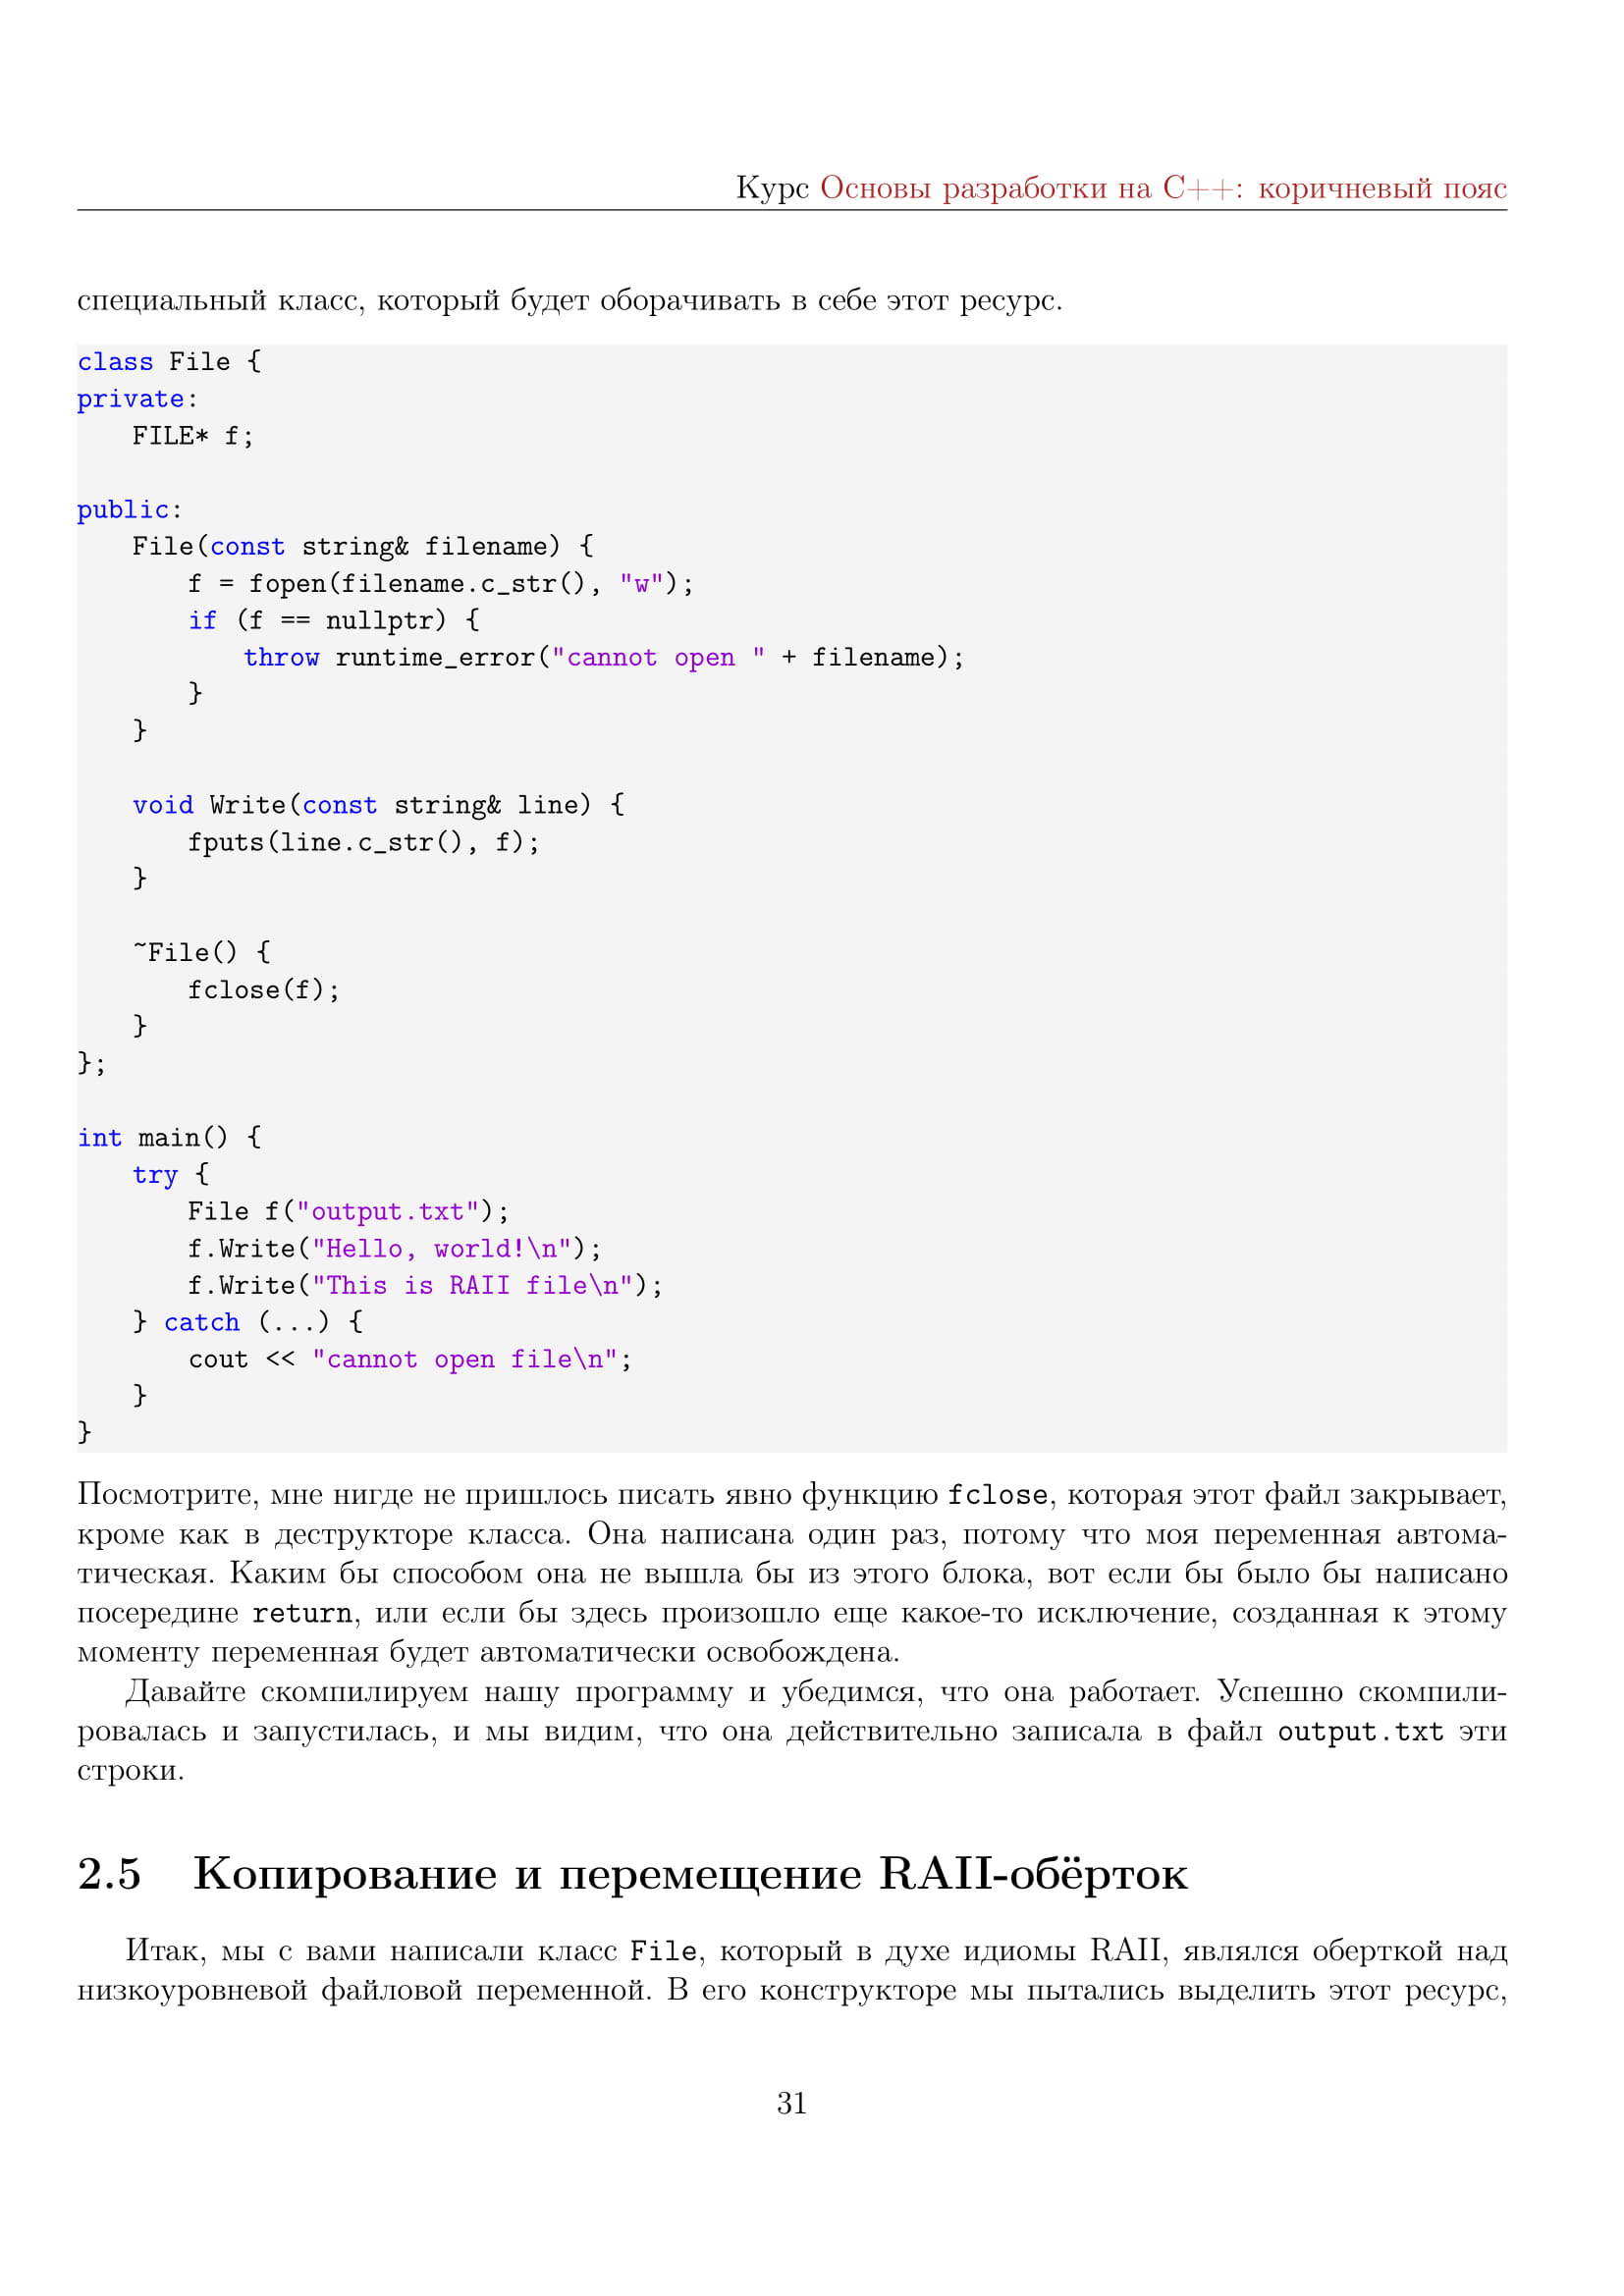 Курс Основы разработки на C++: коричневый пояс
специальный класс, который будет оборачивать в себе этот ресурс.
class File {
private:
    FILE* f;

public:
    File(const string& filename) {
        f = fopen(filename.c_str(), "w");
        if (f == nullptr) {
            throw runtime_error("cannot open " + filename);
        }
    }

    void Write(const string& line) {
        fputs(line.c_str(), f);
    }

    ~File() {
        fclose(f);
    }
};

int main() {
    try {
        File f("output.txt");
        f.Write("Hello, world!\n");
        f.Write("This is RAII file\n");
    } catch (...) {
        cout << "cannot open file\n";
    }
}
Посмотрите, мне нигде не пришлось писать явно функцию fclose, которая этот файл закрывает,
кроме как в деструкторе класса. Она написана один раз, потому что моя переменная автома-
тическая. Каким бы способом она не вышла бы из этого блока, вот если бы было бы написано
посередине return, или если бы здесь произошло еще какое-то исключение, созданная к этому
моменту переменная будет автоматически освобождена.
Давайте скомпилируем нашу программу и убедимся, что она работает. Успешно скомпили-
ровалась и запустилась, и мы видим, что она действительно записала в файл output.txt эти
строки.
2.5 Копирование и перемещение RAII-обёрток
Итак, мы с вами написали класс File, который в духе идиомы RAII, являлся оберткой над
низкоуровневой файловой переменной. В его конструкторе мы пытались выделить этот ресурс,
31